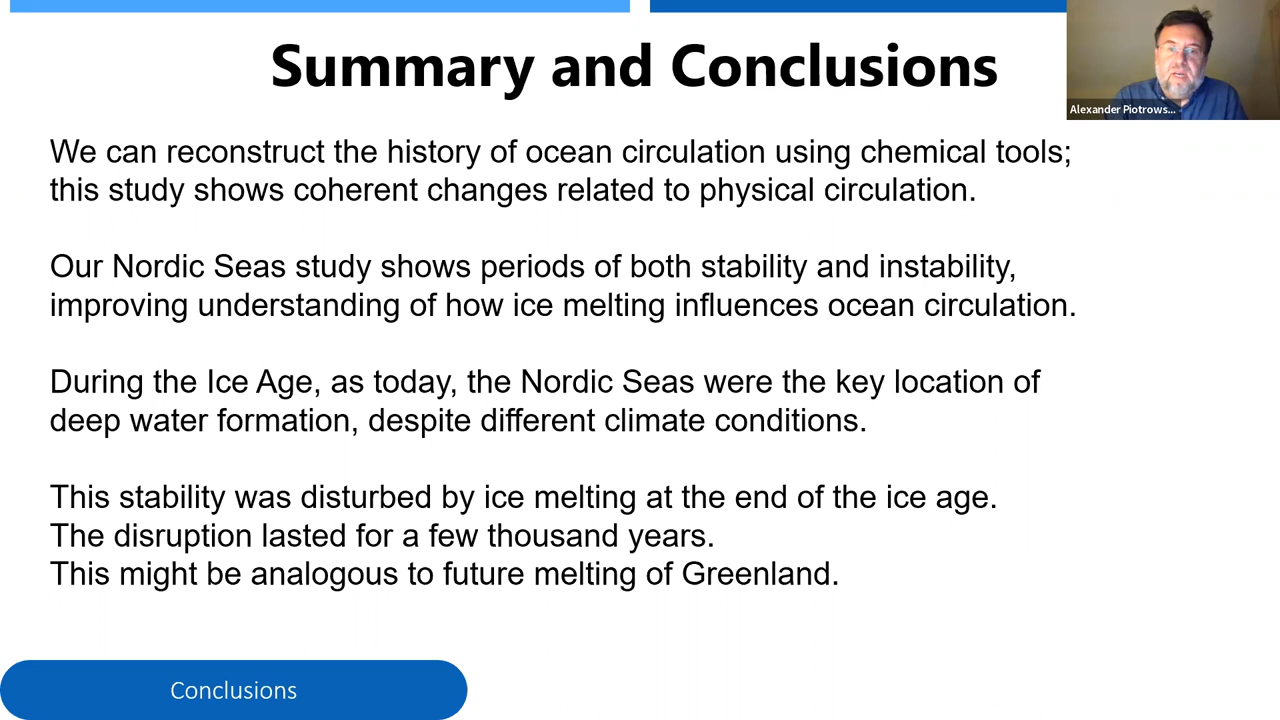 Summary and Conclusions
Alexander Piotrows...
We can reconstruct the history of ocean circulation using chemical tools;
this study shows coherent changes related to physical circulation.
Our Nordic Seas study shows periods of both stability and instability,
improving understanding of how ice melting influences ocean circulation.
During the Ice Age, as today, the Nordic Seas were the key location of
deep water formation, despite different climate conditions.
This stability was disturbed by ice melting at the end of the ice age.
The disruption lasted for a few thousand years.
This might be analogous to future melting of Greenland.
Conclusions